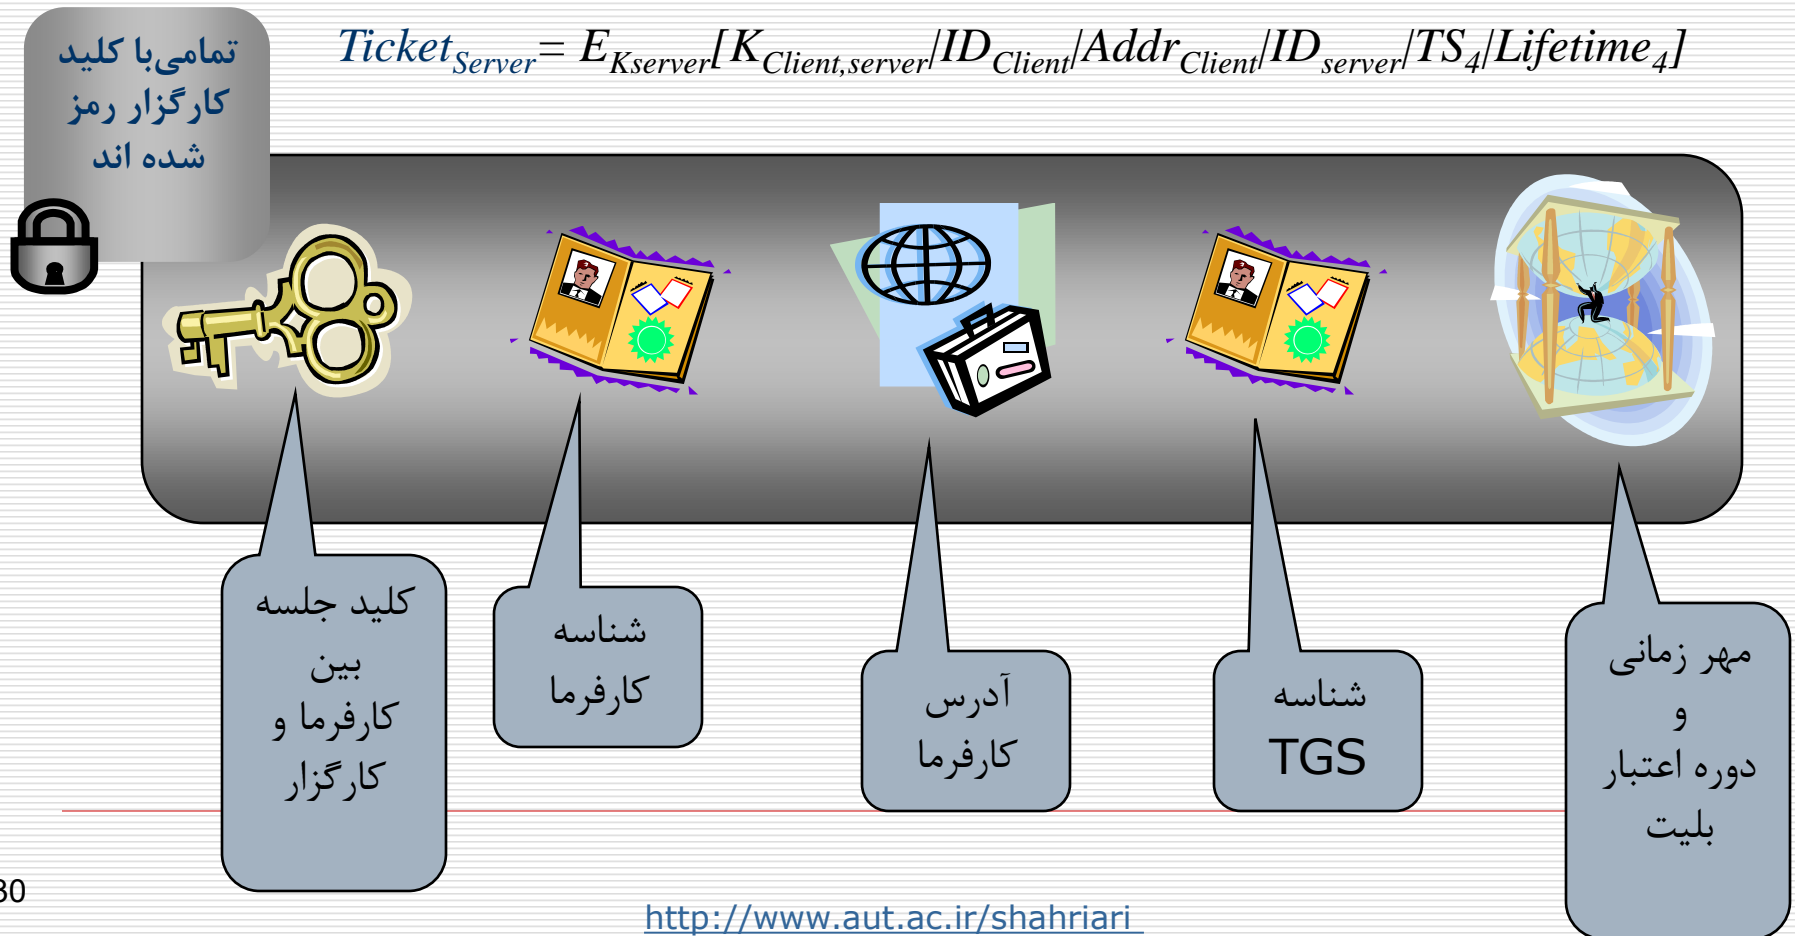 تمامی‌با کلید
کارگزار رمز
شده اند
Ticket_Server = E_Kserver[K_Client,server|ID_Client|Addr_Client|ID_server|TS_4|Lifetime_4]
کلید جلسه
بین
کارفرما و
کارگزار
شناسه
کارفرما
آدرس
کارفرما
شناسه
TGS
مهر زمانی
و
دوره اعتبار
بلیت
http://www.aut.ac.ir/shahriari